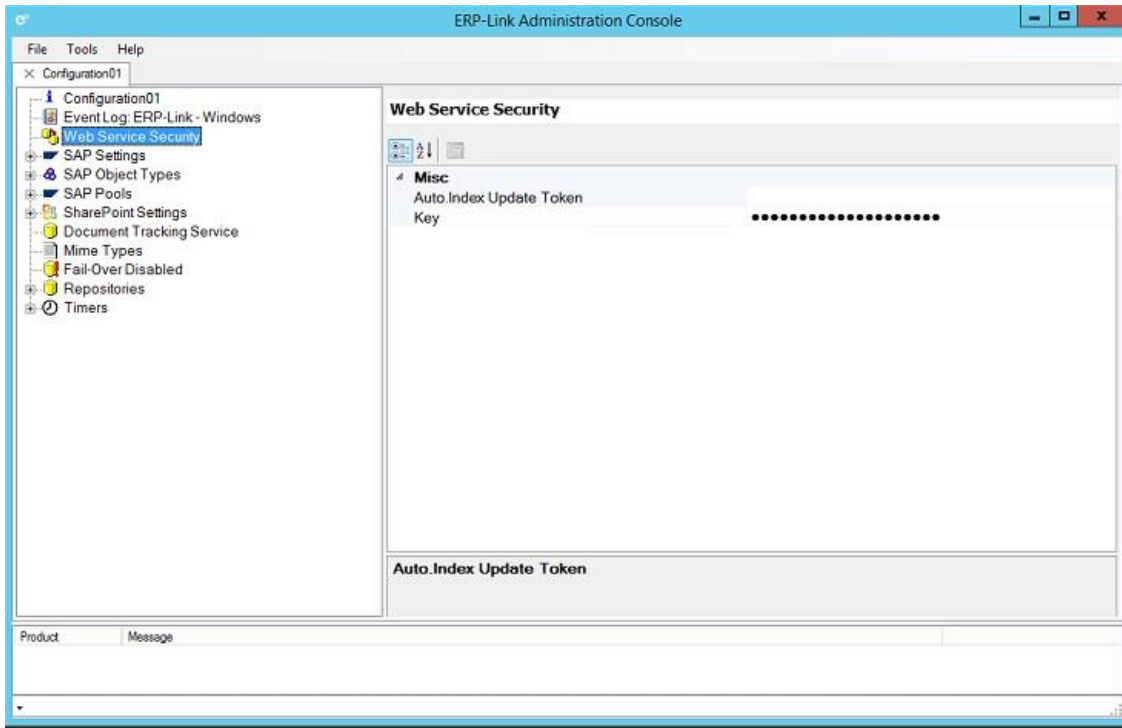 ERP-Link Administration Console
File Tools Help
Configuration01
Configuration01
Event Log: ERP-Link - Windows
Web Service Security
SAP Settings
SAP Object Types
SAP Pools
SharePoint Settings
Document Tracking Service
Mime Types
Fail-Over Disabled
Repositories
Timers
Web Service Security
Misc
Auto.Index Update Token
Key ••••••••••••••••••••
Auto.Index Update Token
Product Message